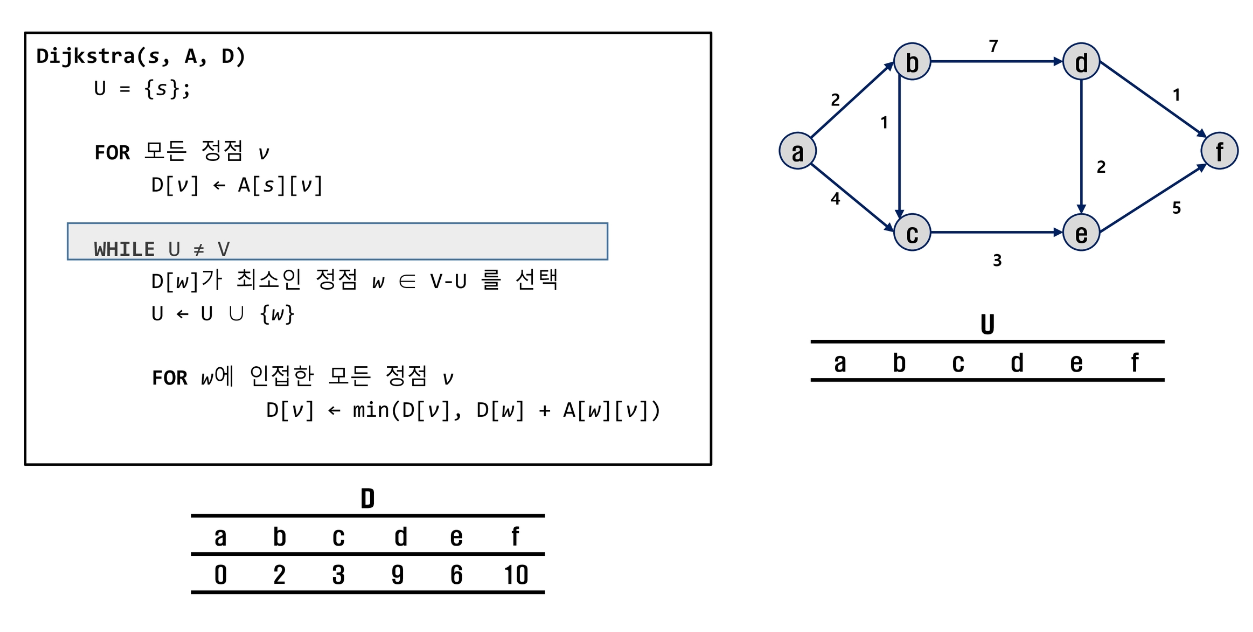 Dijkstra(s, A, D)
U = {s};
FOR 모든 정점 v
D[v] ← A[s][v]
WHILE U ≠ V
D[w]가 최소인 정점 w ∈ V-U 를 선택
U ← U ∪ {w}
FOR w에 인접한 모든 정점 v
D[v] ← min(D[v], D[w] + A[w][v])
7
b d
2 1
1
a f
2
4 5
c e
3
U
a b c d e f
D
a b c d e f
0 2 3 9 6 10